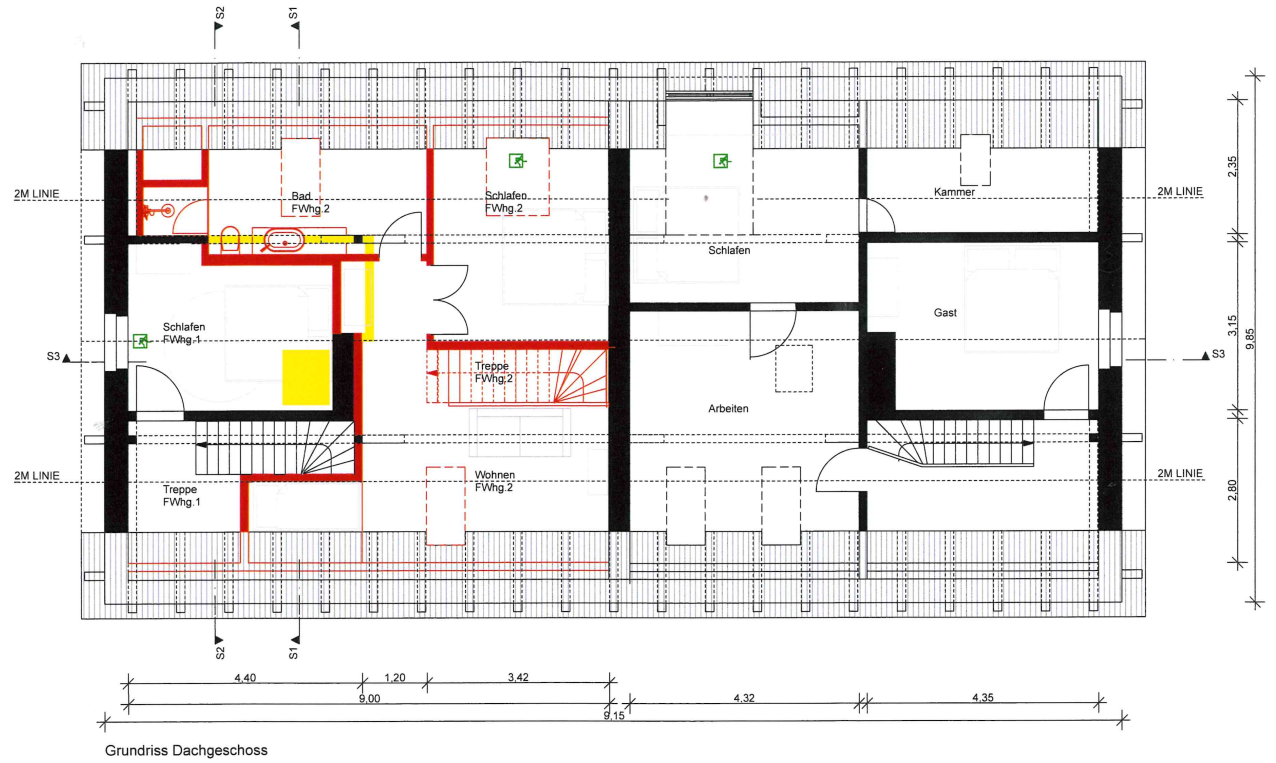 S2
S1
2M LINIE
Bad
FWhg.2
Schlafen
FWhg.2
Kammer
2M LINIE
2,35
Schlafen
Schlafen
FWhg.1
Gast
3,15
9,85
S3
S3
Treppe
FWhg.2
Arbeiten
2M LINIE
Treppe
FWhg.1
Wohnen
FWhg.2
2M LINIE
2,80
S2
S1
4,40
1,20
3,42
9,00
4,32
4,35
9,15
Grundriss Dachgeschoss